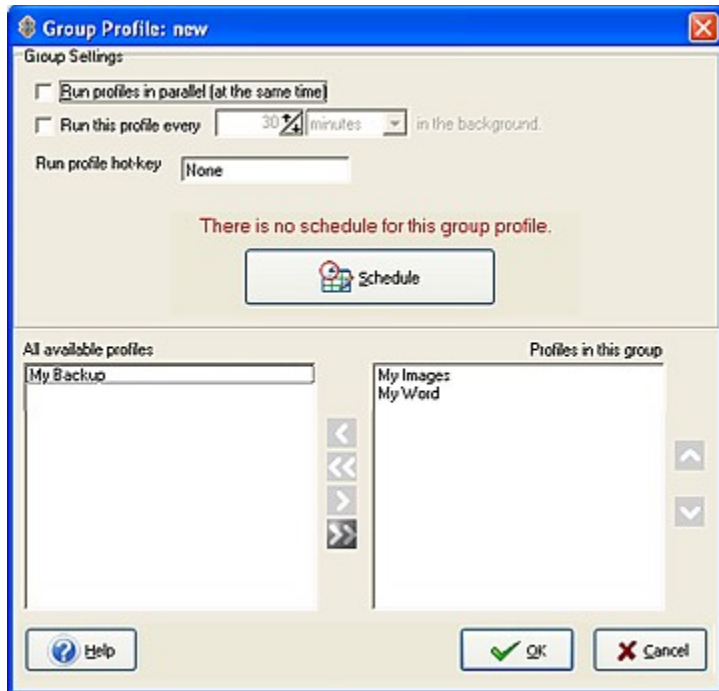 Group Profile: new
Group Settings
Run profiles in parallel (at the same time)
Run this profile every 30 minutes in the background.
Run profile hot-key None
There is no schedule for this group profile.
Schedule
All available profiles
Profiles in this group
My Backup
My Images
My Word
Help
OK
Cancel